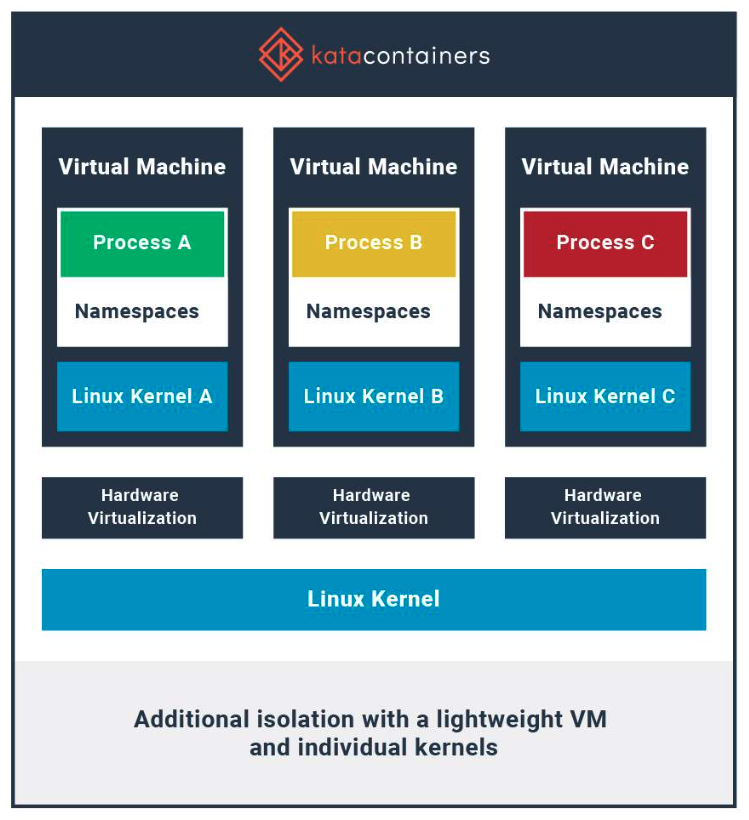 katacontainers
Virtual Machine
Process A
Namespaces
Linux Kernel A
Virtual Machine
Process B
Namespaces
Linux Kernel B
Virtual Machine
Process C
Namespaces
Linux Kernel C
Hardware
Virtualization
Hardware
Virtualization
Hardware
Virtualization
Linux Kernel
Additional isolation with a lightweight VM
and individual kernels